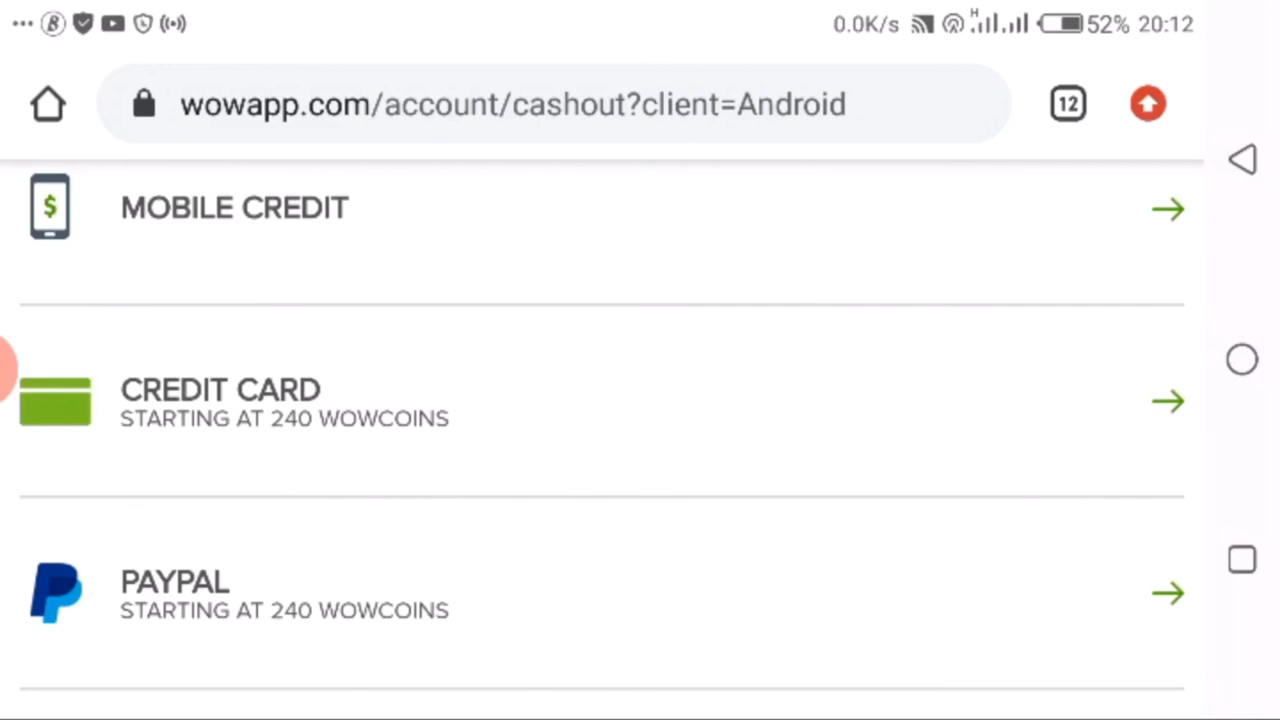 0.0K/s H 52% 20:12
wowapp.com/account/cashout?client=Android
12
MOBILE CREDIT
CREDIT CARD
STARTING AT 240 WOWCOINS
PAYPAL
STARTING AT 240 WOWCOINS